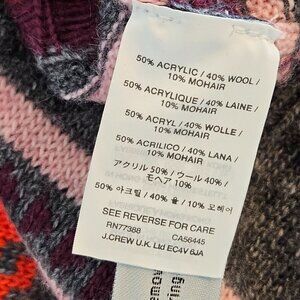 50% ACRYLIC / 40% WOOL /
10% MOHAIR
50% ACRYLIQUE / 40% LAINE /
10% MOHAIR
50% ACRYL / 40% WOLLE /
10% MOHAIR
50% ACRILICO / 40% LANA /
10% MOHAIR
アクリル 50% / ウール 40% /
モヘア 10%
50% 아크릴 / 40% 울 / 10% 모헤어
SEE REVERSE FOR CARE
RN77388 CA56445
J.CREW U.K. Ltd EC4V 6JA